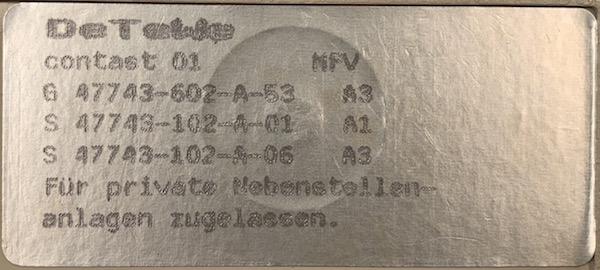 DeTeWe
contast 01 MFV
G 47743-602-A-53 A3
S 47743-102-A-01 A1
S 47743-102-A-06 A3
Für private Nebenstellen-
anlagen zugelassen.